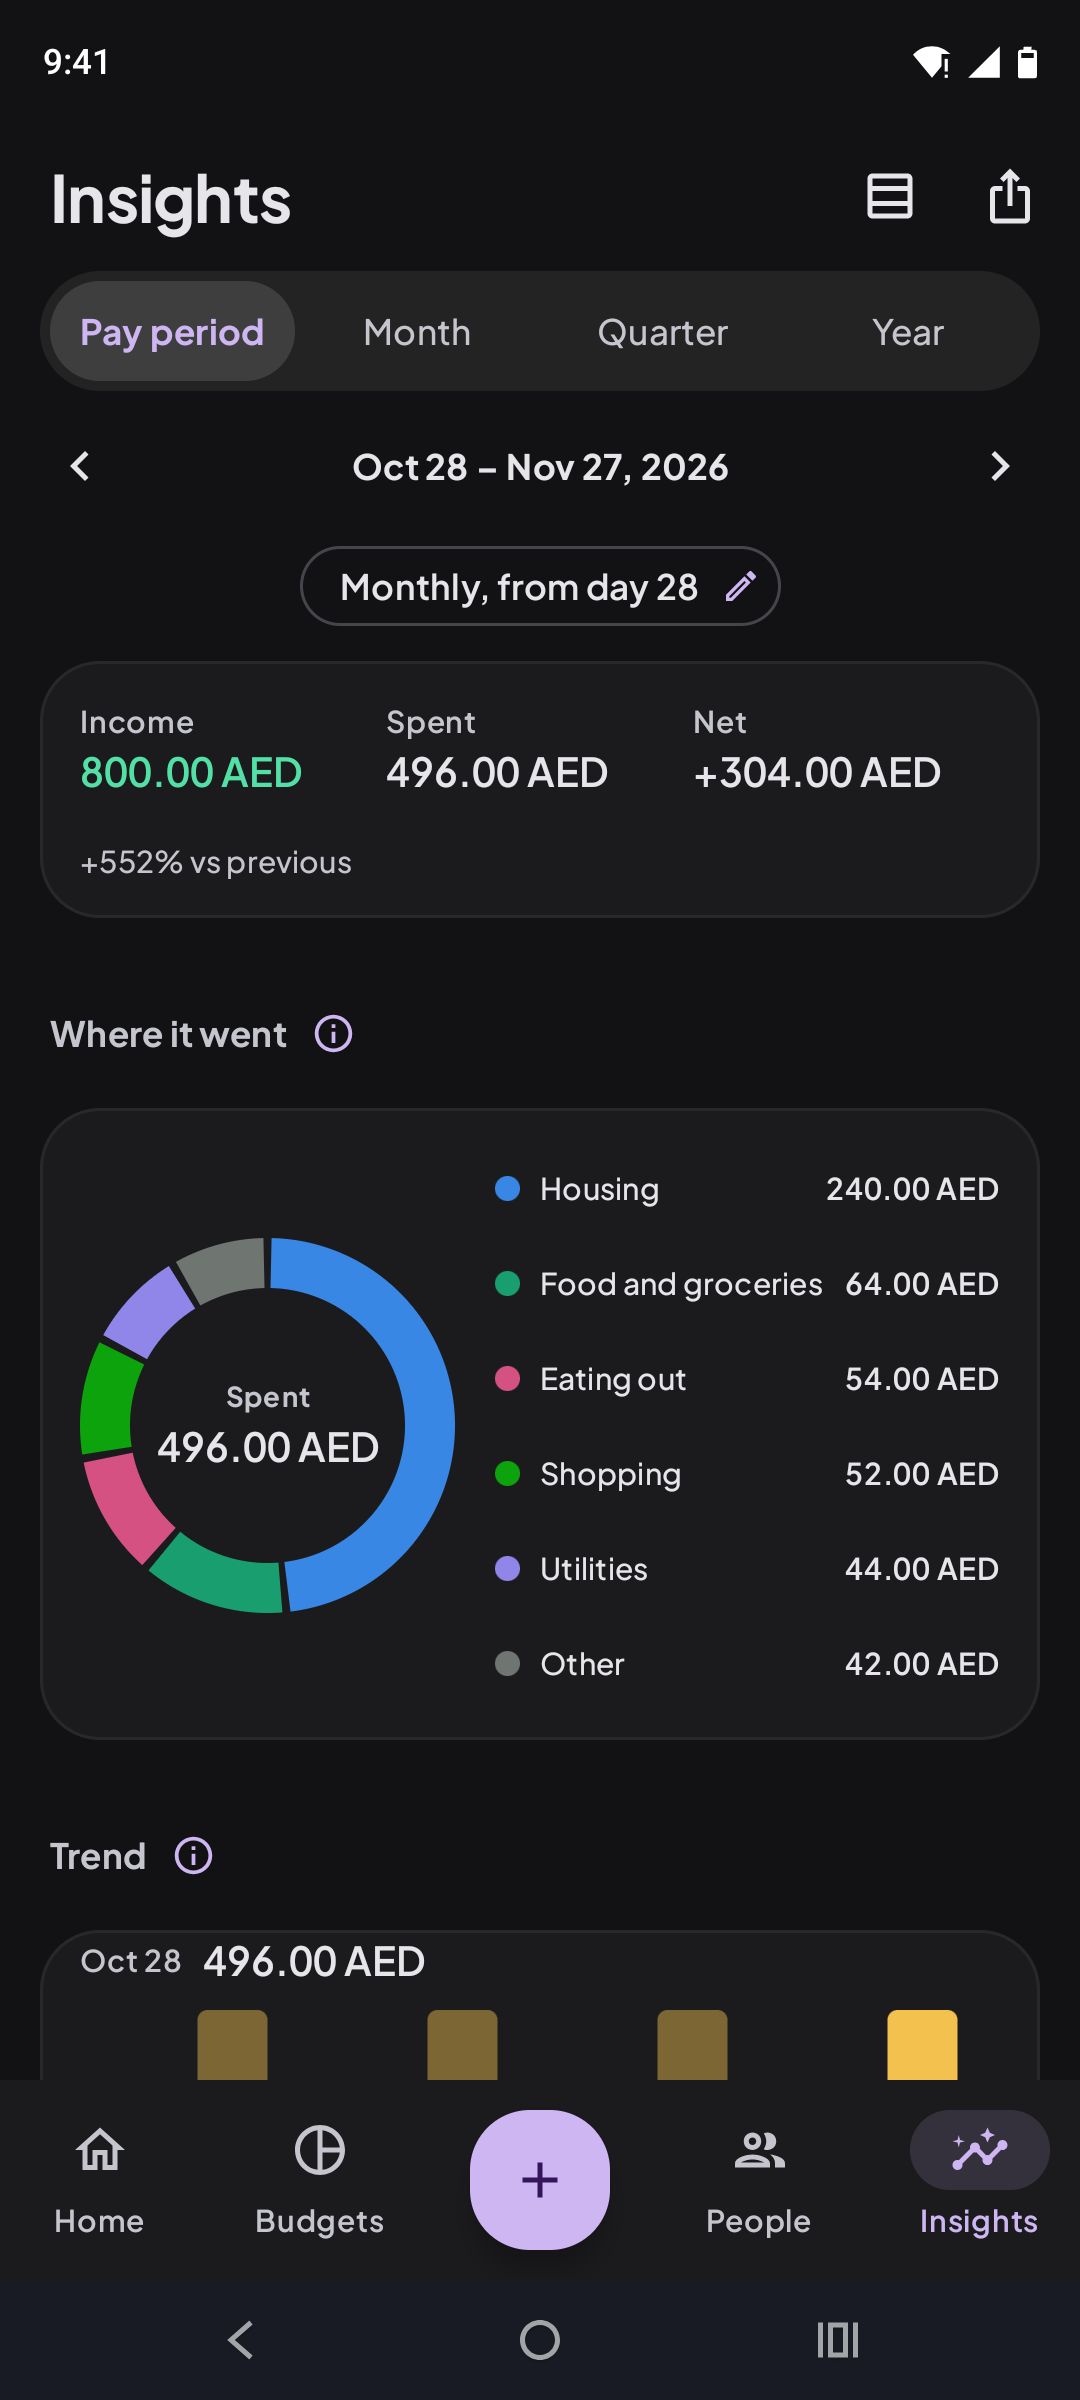 9:41
Insights
Pay period Month Quarter Year
Oct 28 – Nov 27, 2026
Monthly, from day 28
Income Spent Net
800.00 AED 496.00 AED +304.00 AED
+552% vs previous
Where it went
Housing 240.00 AED
Food and groceries 64.00 AED
Eating out 54.00 AED
Shopping 52.00 AED
Utilities 44.00 AED
Other 42.00 AED
Spent
496.00 AED
Trend
Oct 28 496.00 AED
Home Budgets People Insights